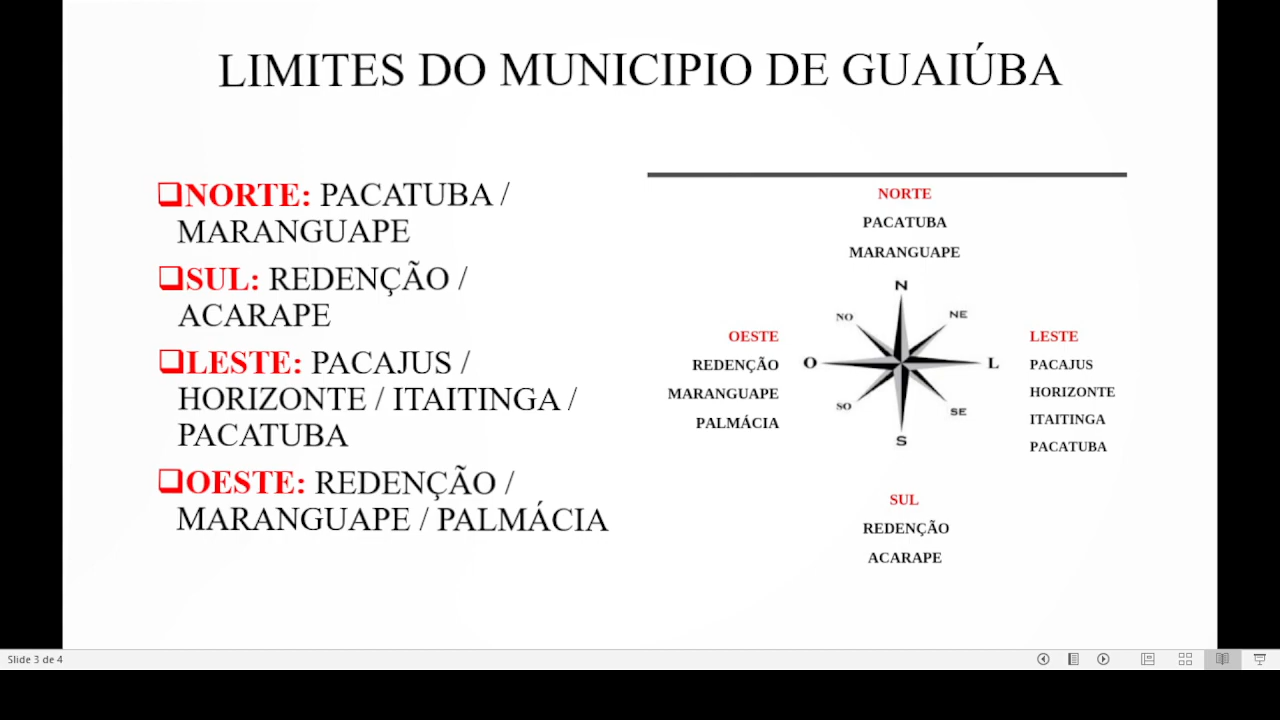 LIMITES DO MUNICIPIO DE GUAIÚBA
NORTE: PACATUBA /
MARANGUAPE
SUL: REDENÇÃO /
ACARAPE
LESTE: PACAJUS /
HORIZONTE / ITAITINGA /
PACATUBA
OESTE: REDENÇÃO /
MARANGUAPE / PALMÁCIA
NORTE
PACATUBA
MARANGUAPE
N
NO
NE
OESTE
REDENÇÃO
MARANGUAPE
PALMÁCIA
O
L
LESTE
PACAJUS
HORIZONTE
ITAITINGA
PACATUBA
SO
SE
S
SUL
REDENÇÃO
ACARAPE
Slide 3 de 4